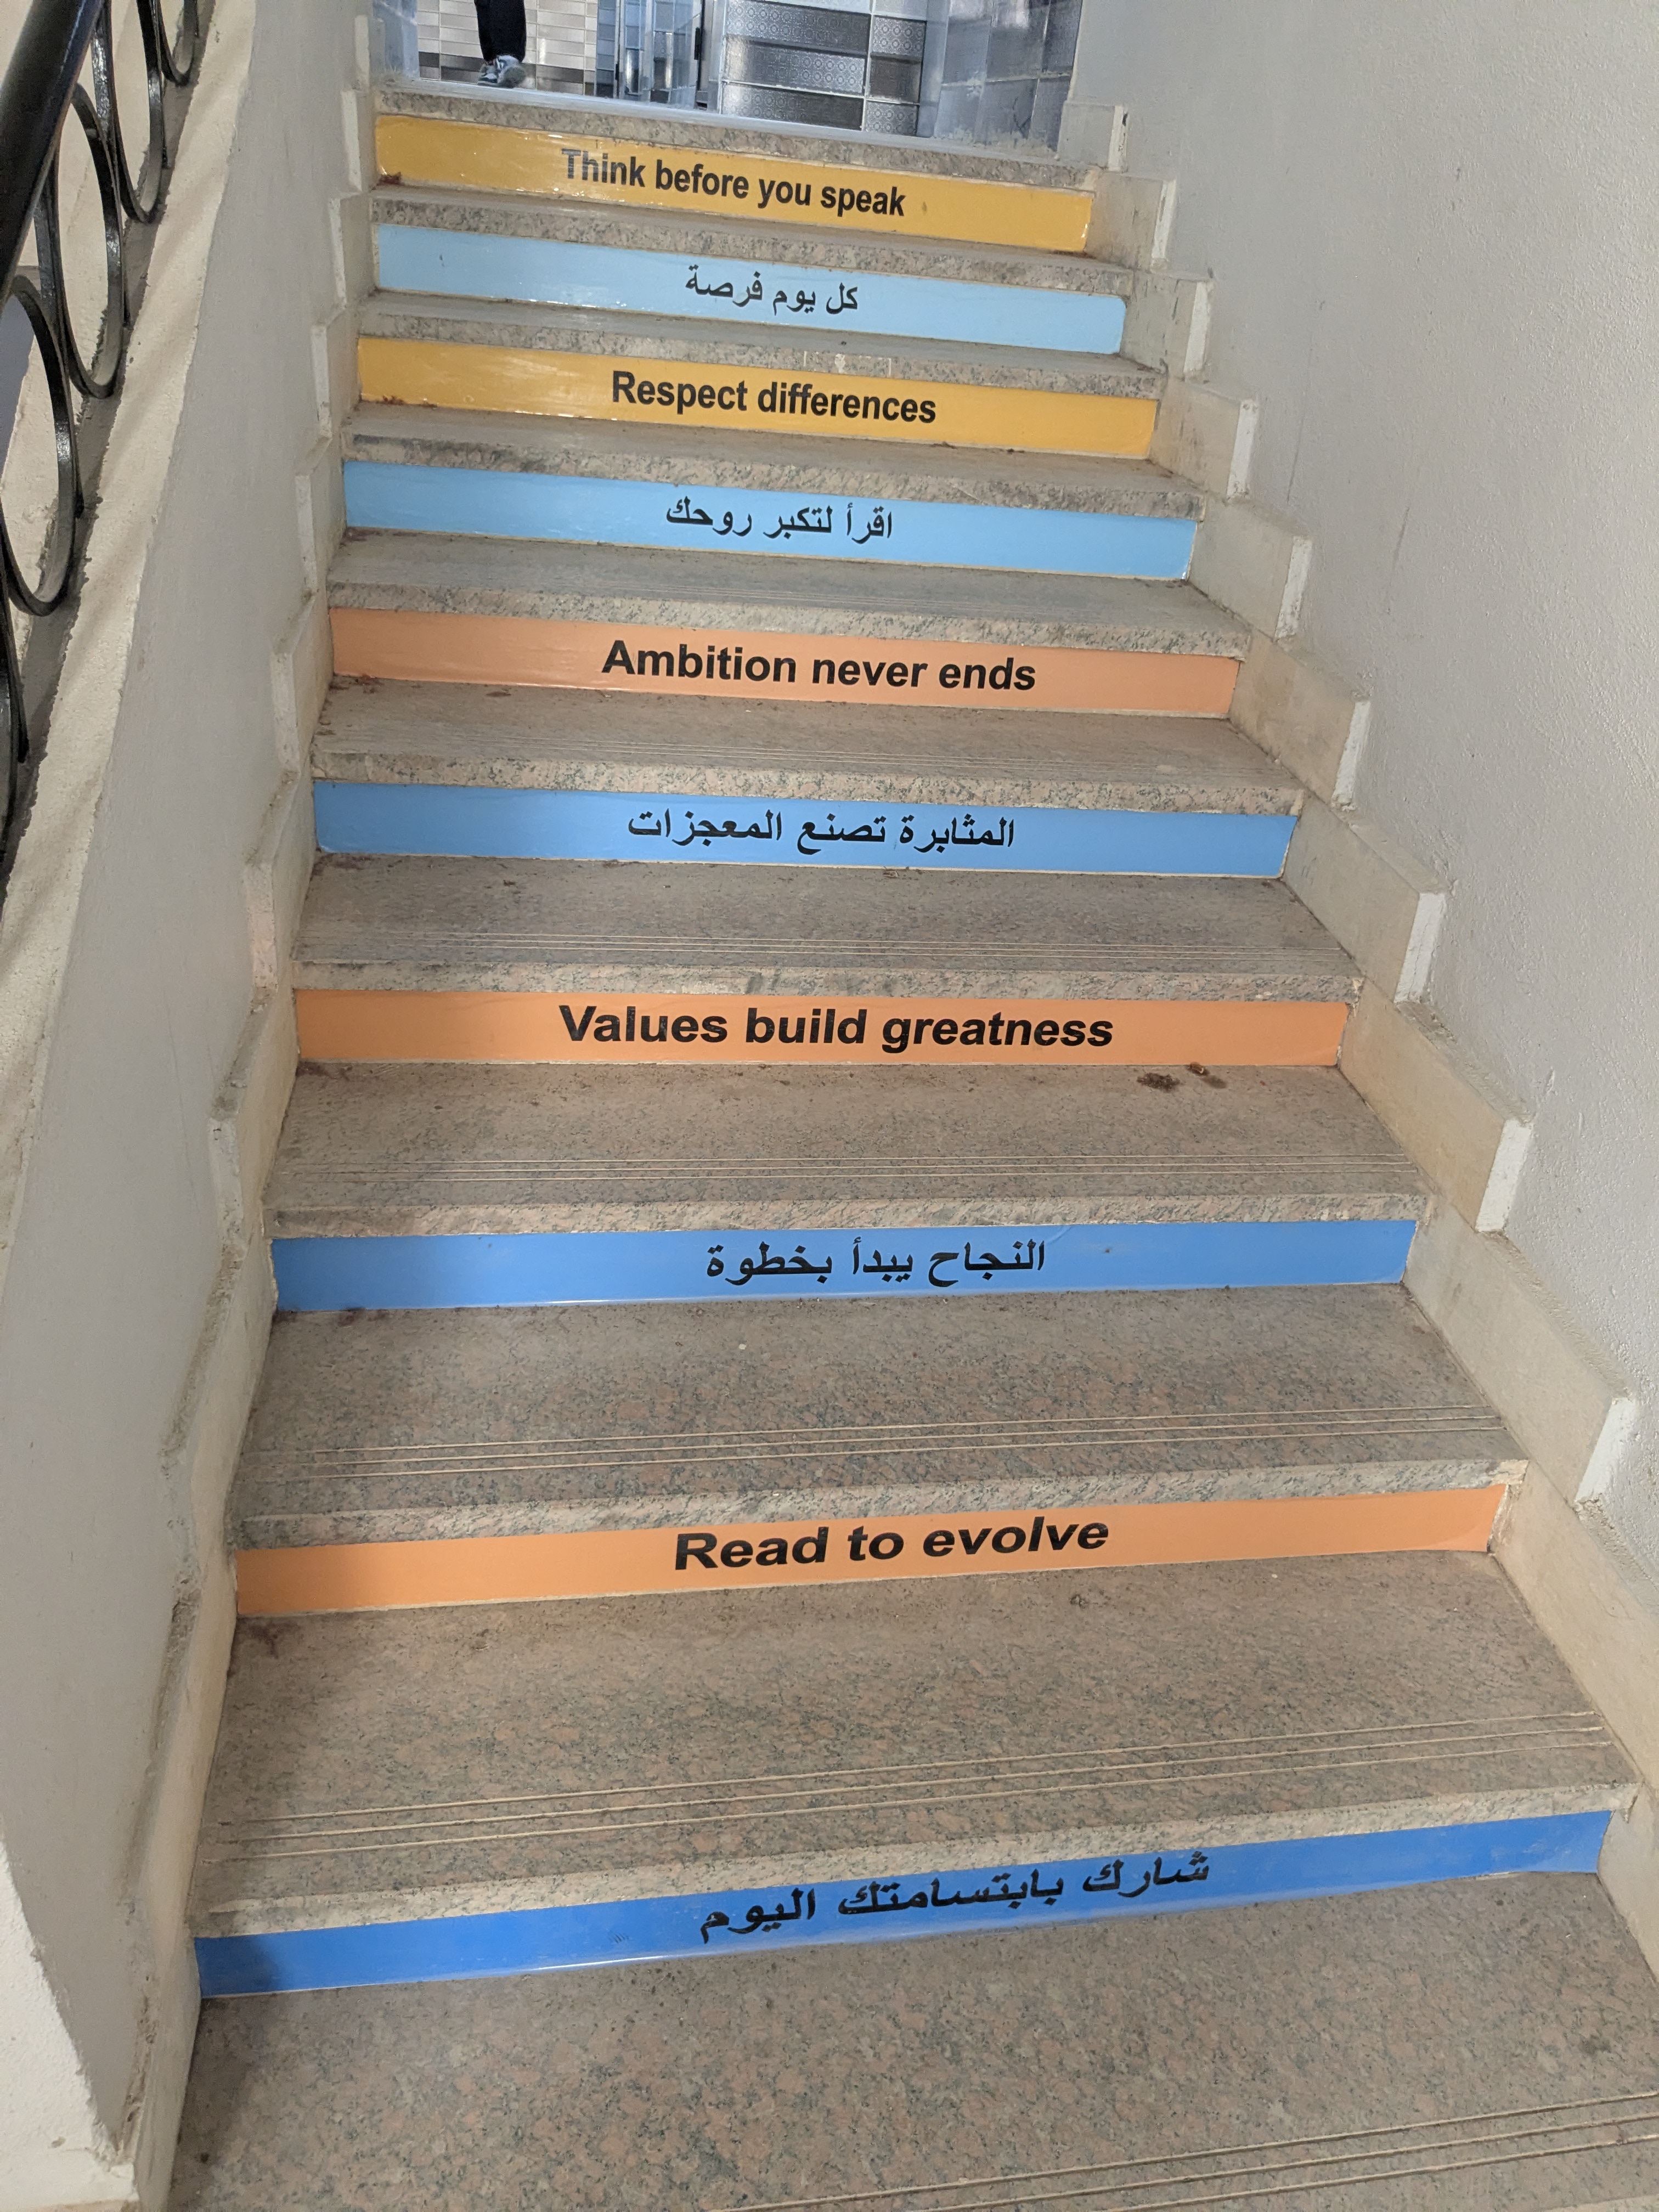 Think before you speak
كل يوم فرصة
Respect differences
اقرأ لتكبر روحك
Ambition never ends
المثابرة تصنع المعجزات
Values build greatness
النجاح يبدأ بخطوة
Read to evolve
شارك بابتسامتك اليوم